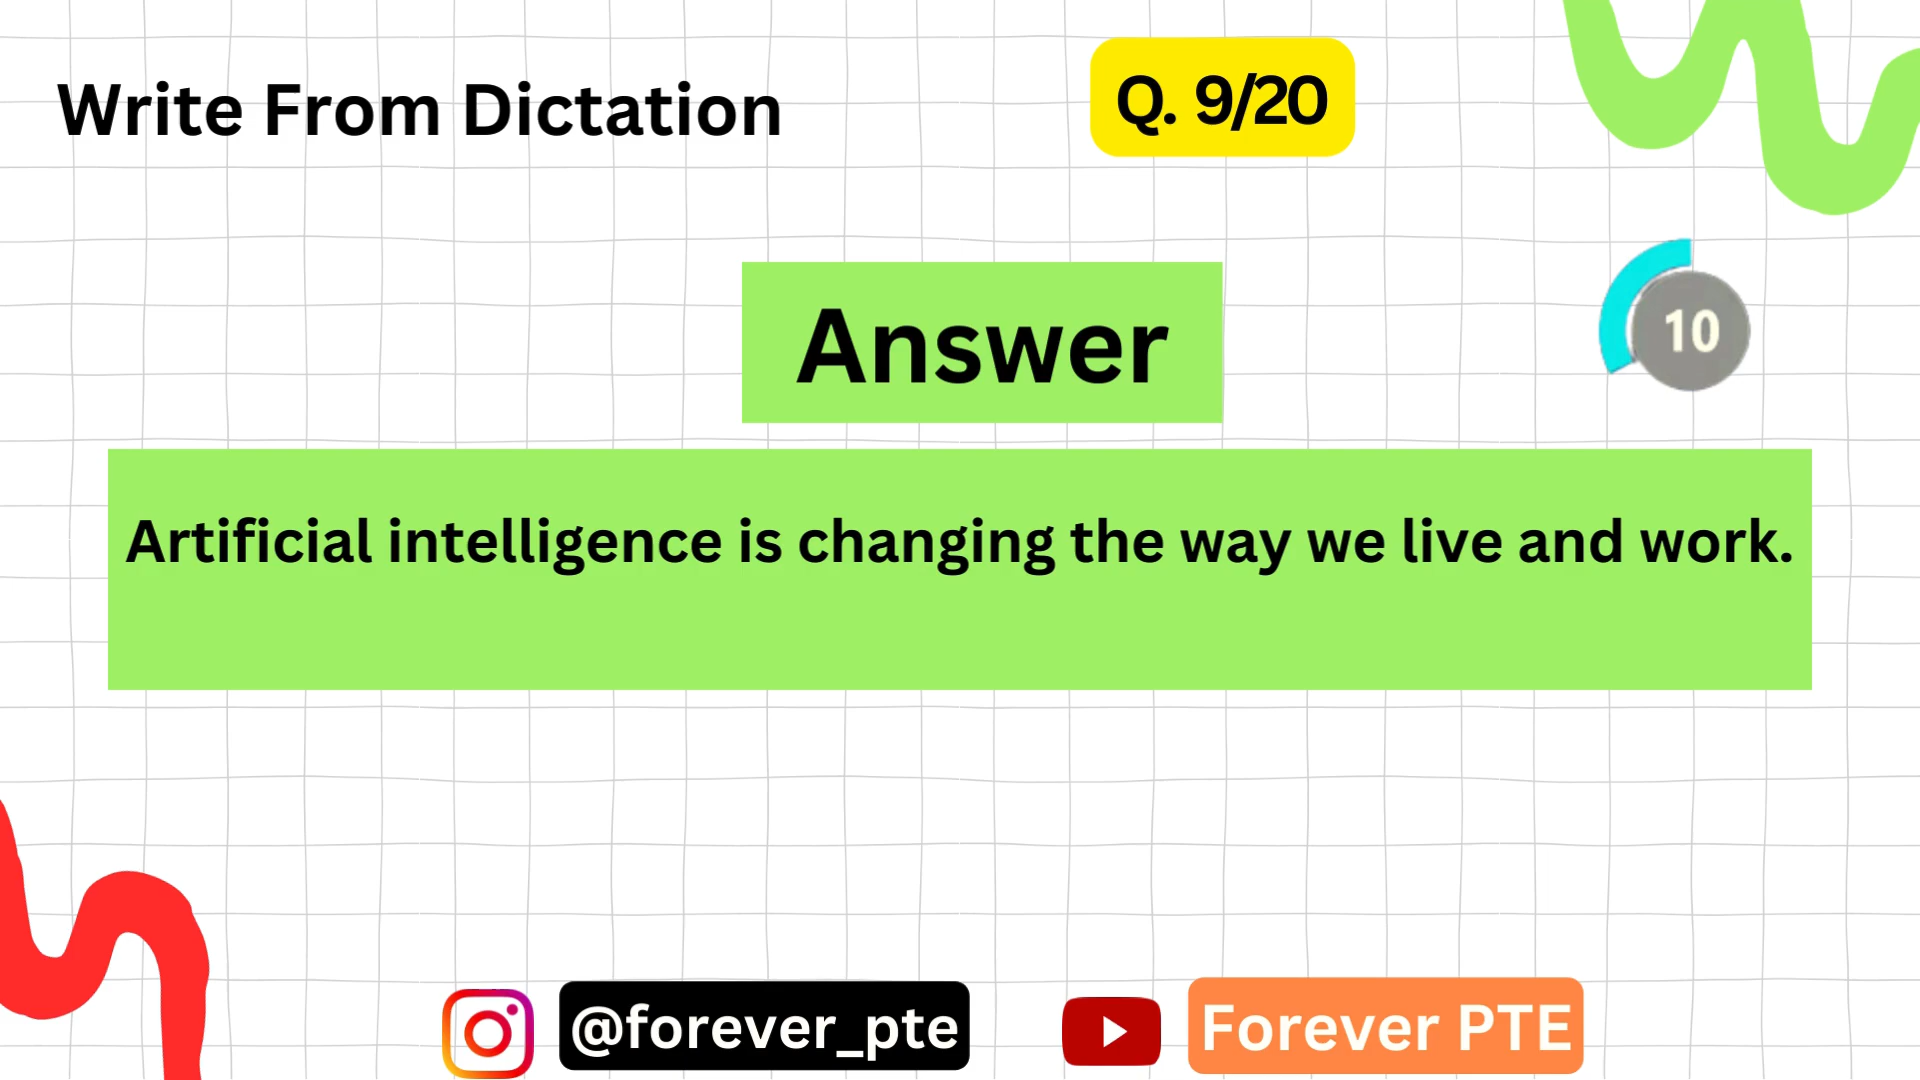 Write From Dictation
Q. 9/20
Answer
10
Artificial intelligence is changing the way we live and work.
@forever_pte
Forever PTE